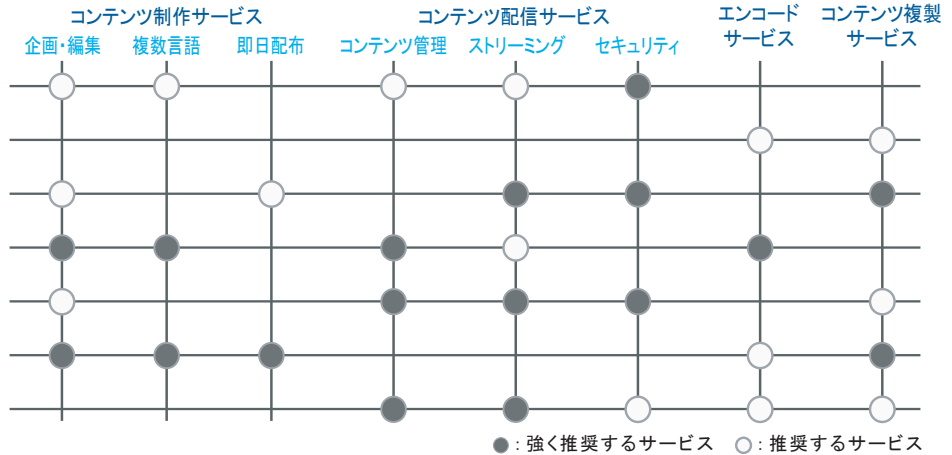 コンテンツ制作サービス
コンテンツ配信サービス
エンコード
サービス
コンテンツ複製
サービス
企画・編集
複数言語
即日配布
コンテンツ管理
ストリーミング
セキュリティ
●：強く推奨するサービス ○：推奨するサービス